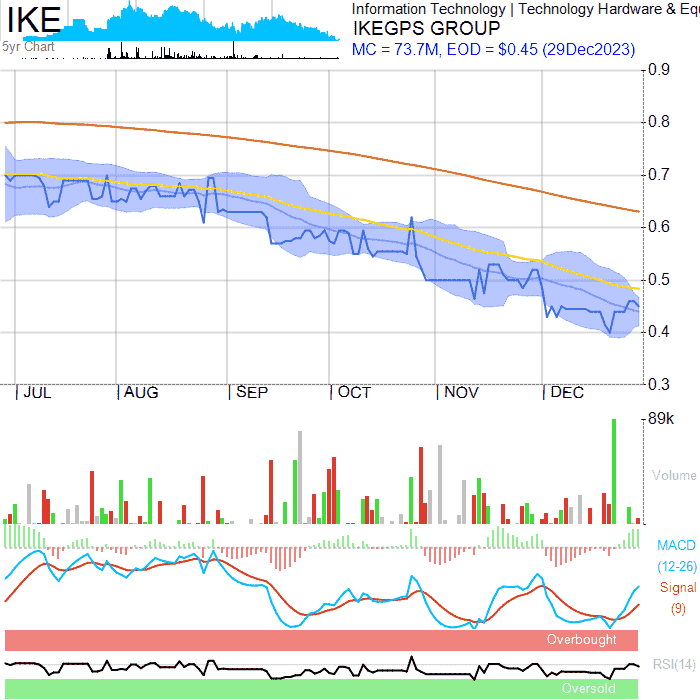 IKE
5yr Chart
Information Technology | Technology Hardware & Equ
IKEGPS GROUP
MC = 73.7M, EOD = $0.45 (29Dec2023)
0.9
0.8
0.7
0.6
0.5
0.4
0.3
| JUL | AUG | SEP | OCT | NOV | DEC
89k
Volume
MACD
(12-26)
Signal
(9)
Overbought
RSI(14)
Oversold